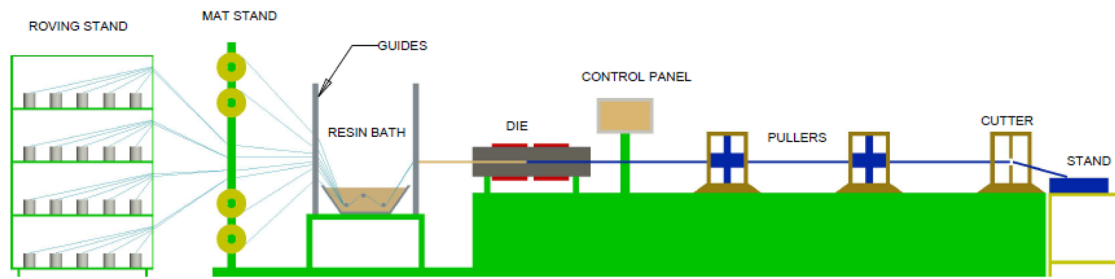 ROVING STAND
MAT STAND
GUIDES
RESIN BATH
DIE
CONTROL PANEL
PULLERS
CUTTER
STAND